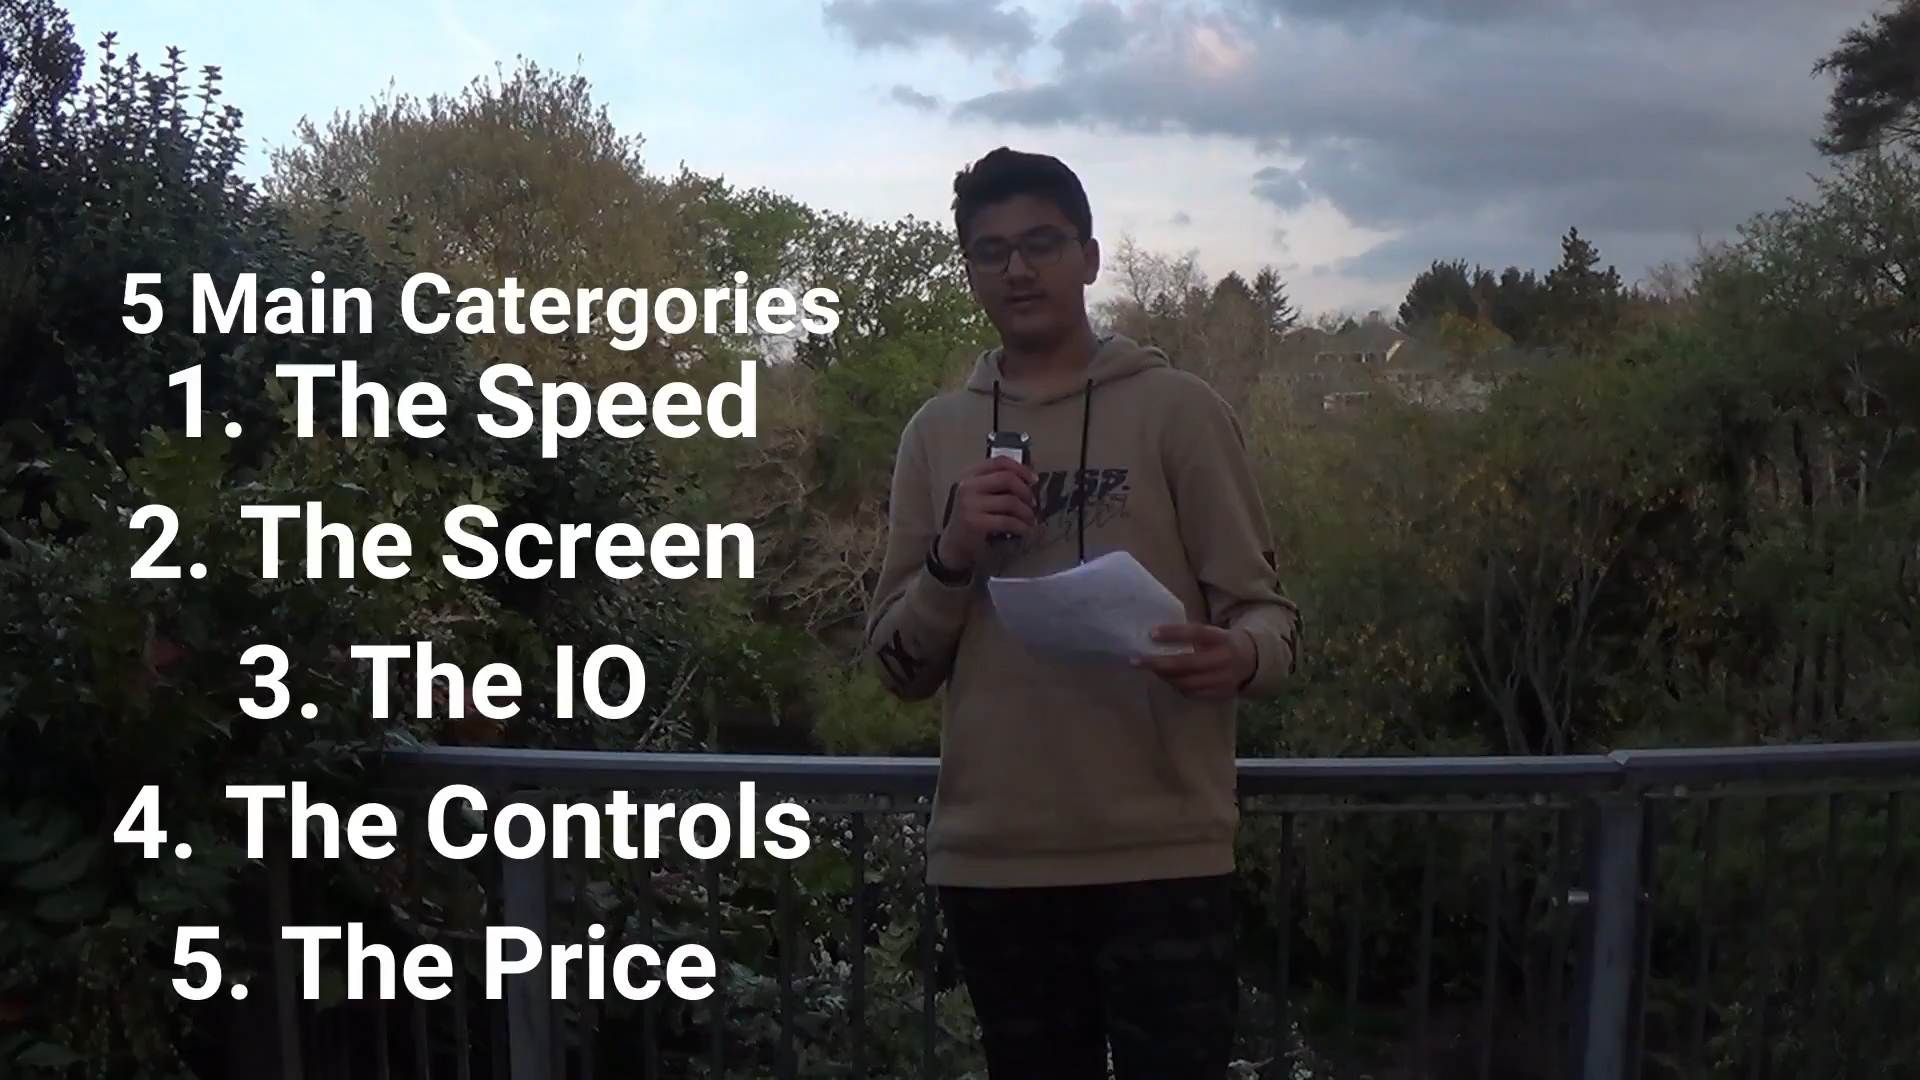 5 Main Catergories
1. The Speed
2. The Screen
3. The IO
4. The Controls
5. The Price